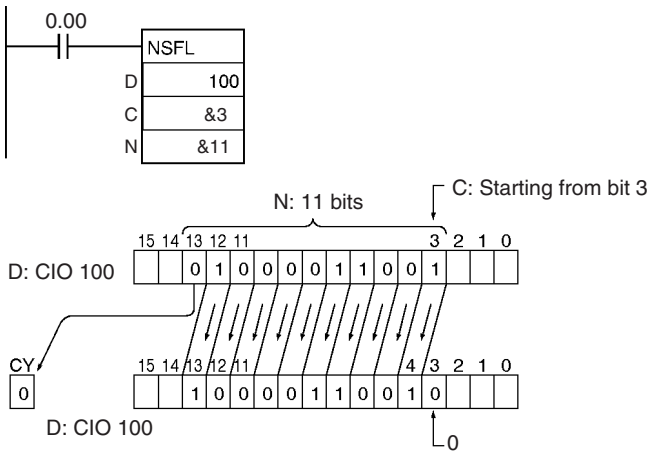 0.00
NSFL
D 100
C &3
N &11
C: Starting from bit 3
N: 11 bits
15 14 13 12 11 3 2 1 0
D: CIO 100 0 1 0 0 0 0 1 1 0 0 1
CY 15 14 13 12 11 4 3 2 1 0
0 1 0 0 0 0 1 1 0 0 1 0
D: CIO 100
0